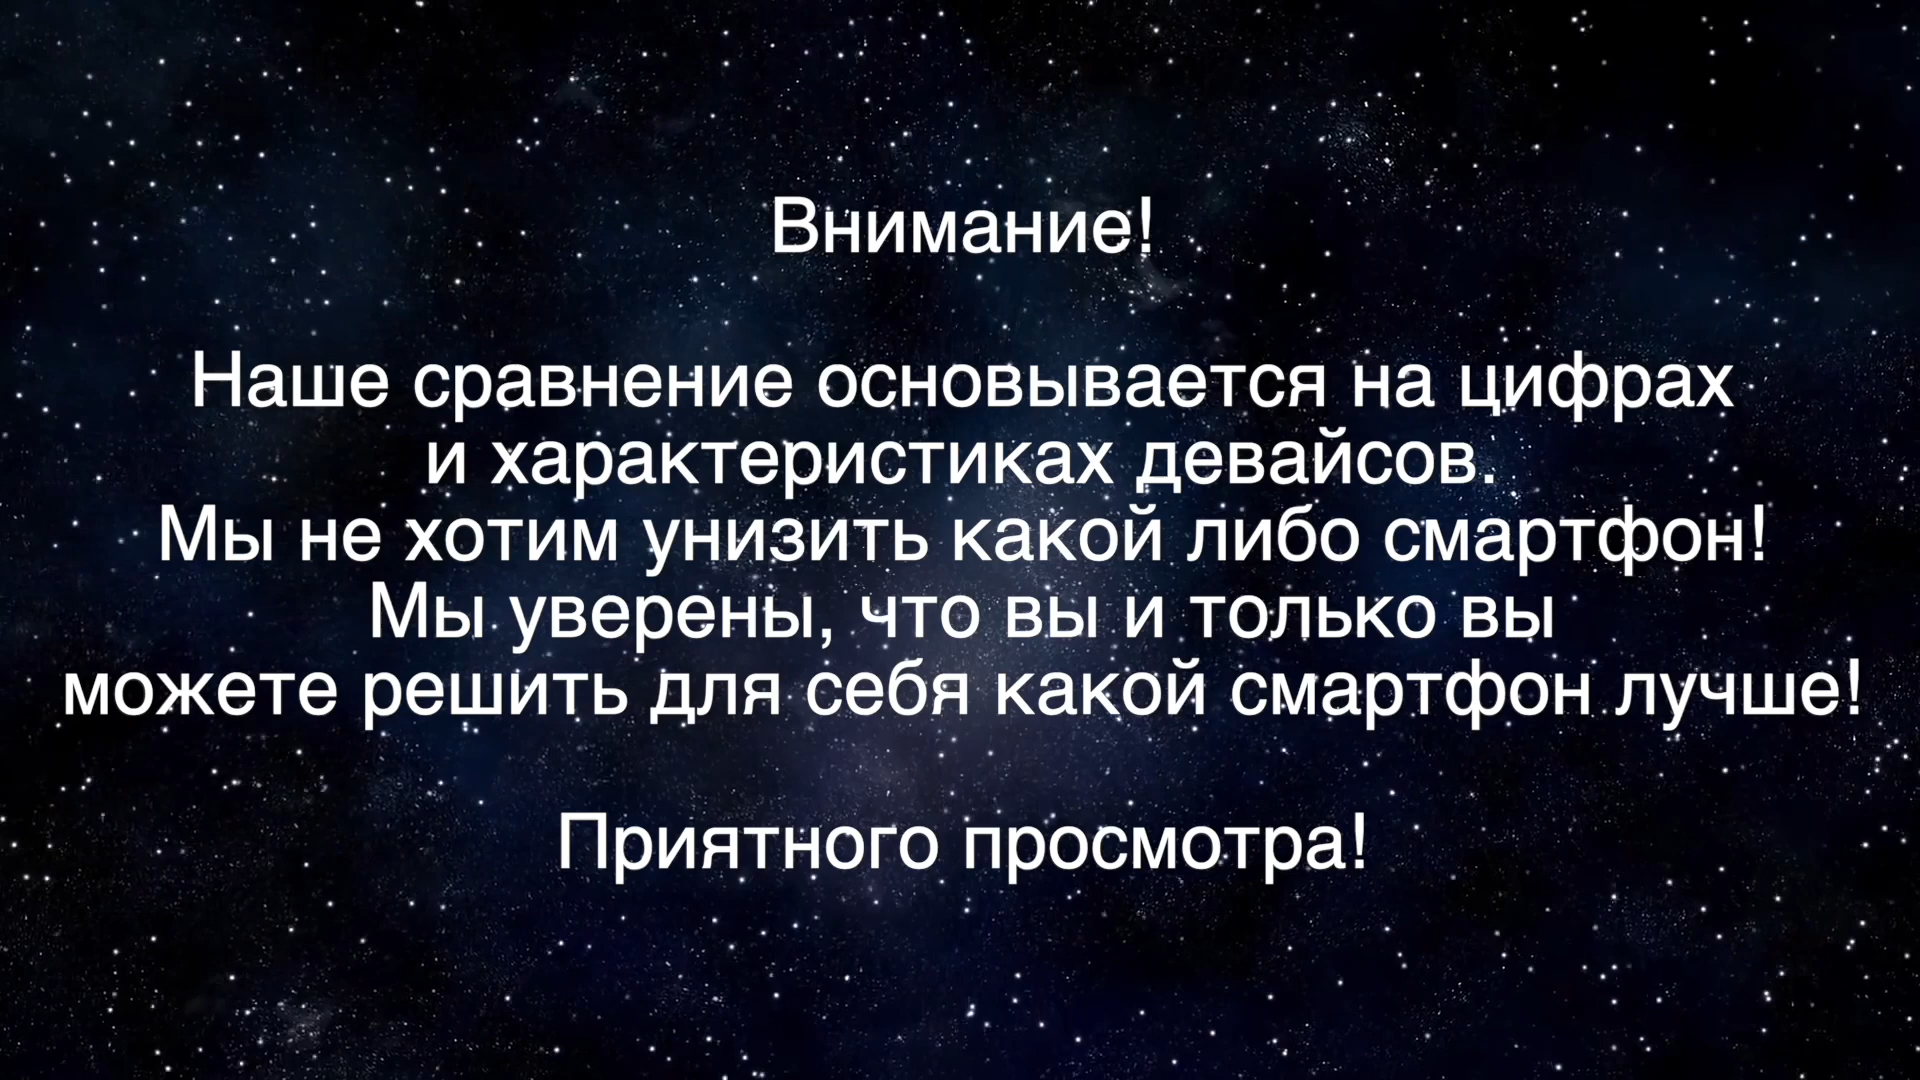 Внимание!
Наше сравнение основывается на цифрах
и характеристиках девайсов.
Мы не хотим унизить какой либо смартфон!
Мы уверены, что вы и только вы
можете решить для себя какой смартфон лучше!
Приятного просмотра!